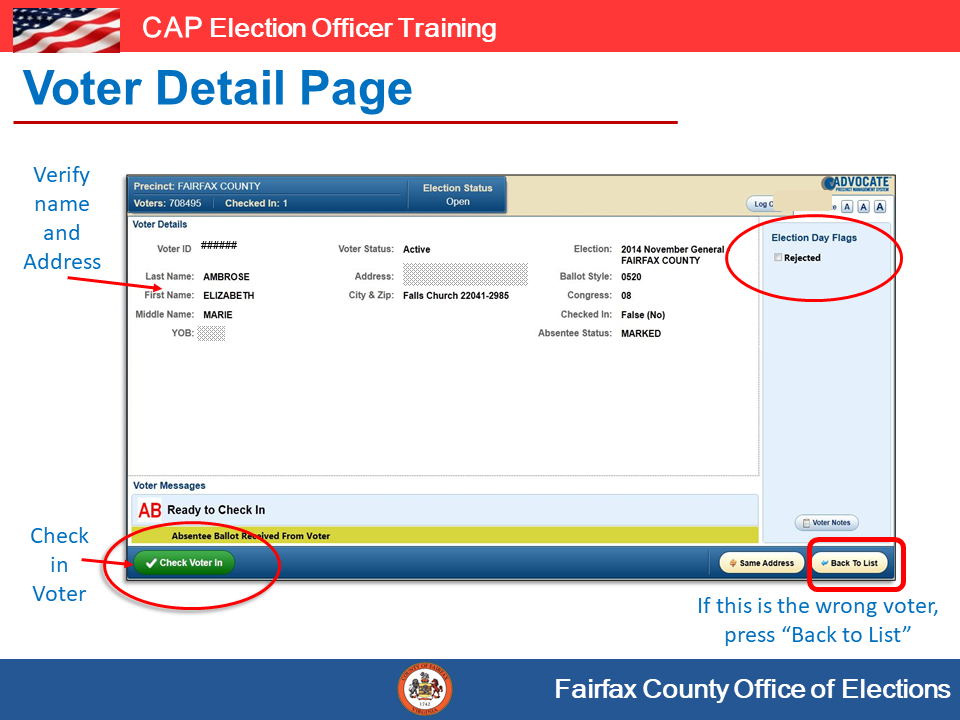 CAP Election Officer Training
Voter Detail Page
Verify
name
and
Address
Precinct: FAIRFAX COUNTY
Voters: 708495 Checked In: 1
Election Status
Open
ADVOCATE
PRECINCT MANAGEMENT SYSTEM
Log
A A A
Voter Details
Voter ID ###### Voter Status: Active Election: 2014 November General
FAIRFAX COUNTY
Last Name: AMBROSE Address: Ballot Style: 0520
First Name: ELIZABETH City & Zip: Falls Church 22041-2985 Congress: 08
Middle Name: MARIE Checked In: False (No)
YOB: Absentee Status: MARKED
Election Day Flags
Rejected
Voter Messages
AB Ready to Check In
Absentee Ballot Received From Voter
Voter Notes
Check Voter In Same Address Back To List
Check
in
Voter
If this is the wrong voter,
press “Back to List”
COUNTY OF FAIRFAX
1742
VIRGINIA
Fairfax County Office of Elections